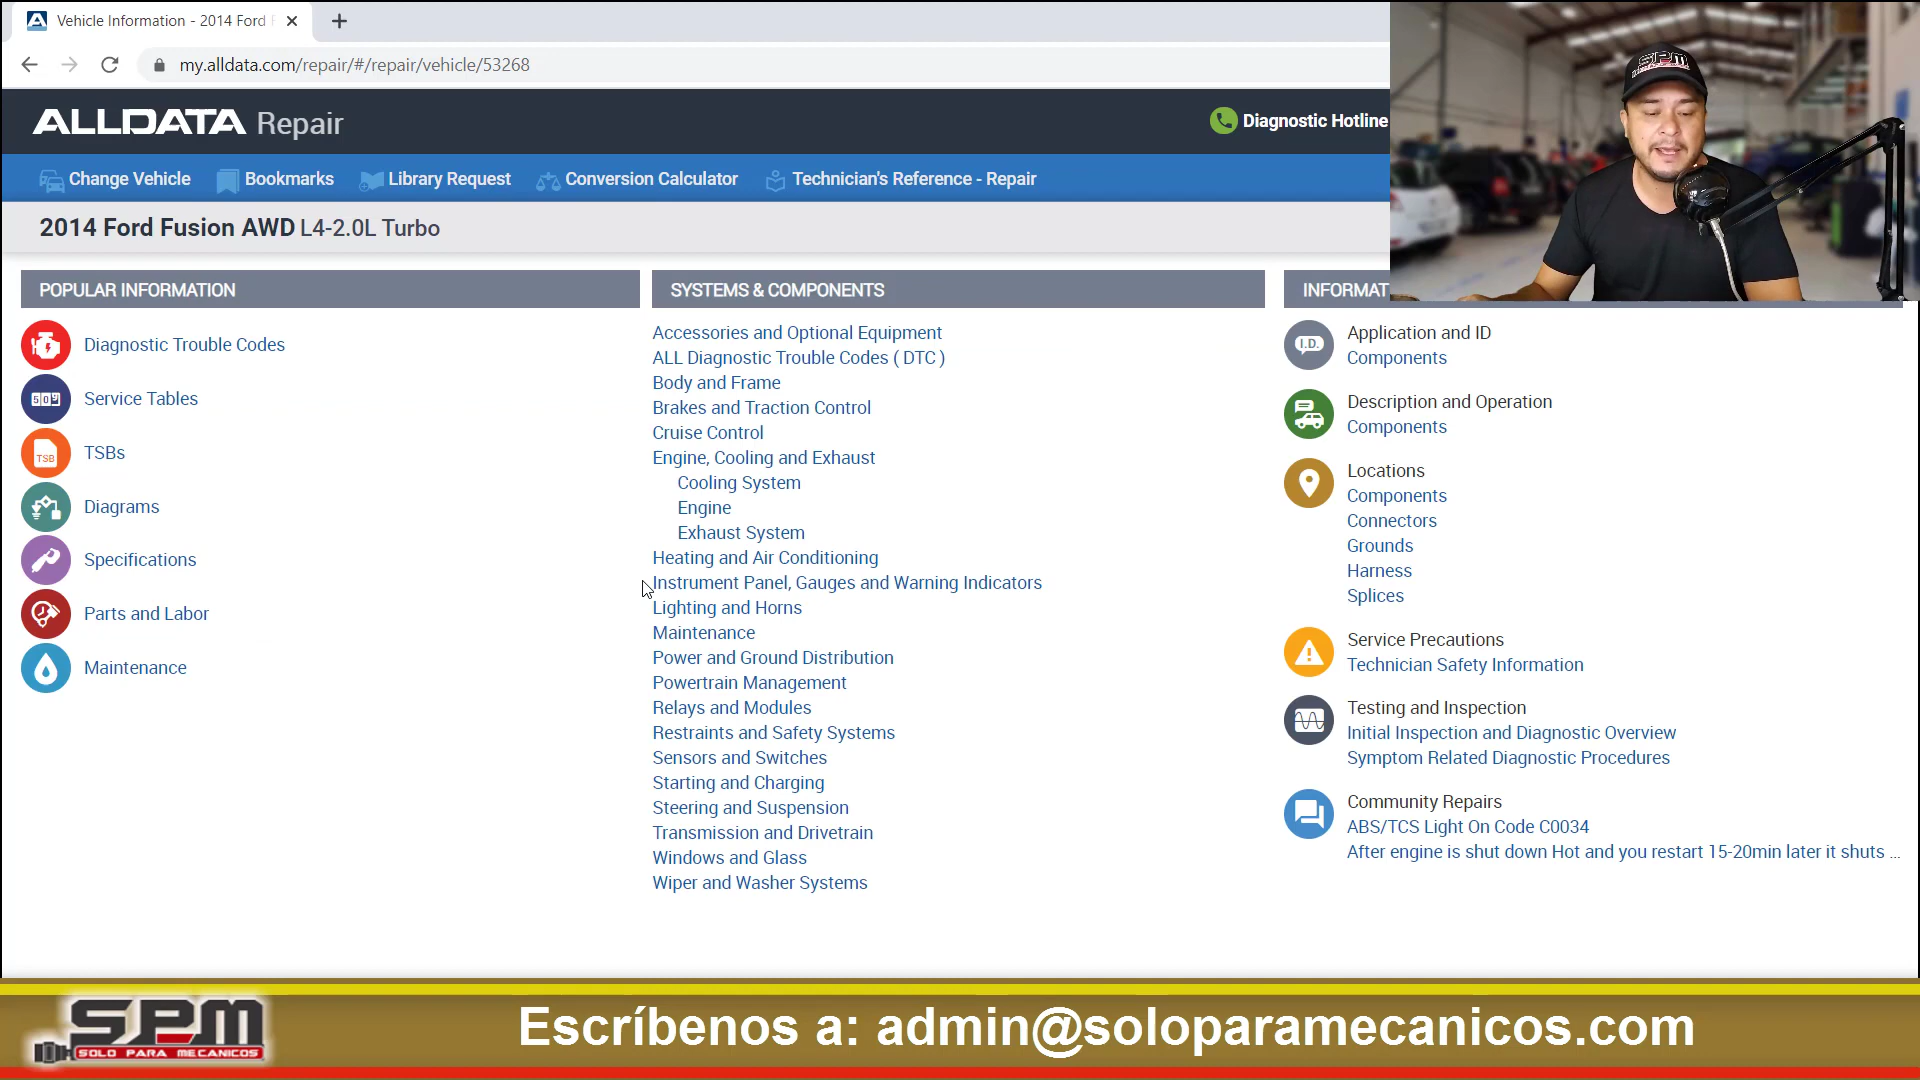 Vehicle Information - 2014 Ford F
my.alldata.com/repair/#/repair/vehicle/53268
ALLDATA Repair
Diagnostic Hotline
Change Vehicle
Bookmarks
Library Request
Conversion Calculator
Technician's Reference - Repair
2014 Ford Fusion AWD L4-2.0L Turbo
POPULAR INFORMATION
Diagnostic Trouble Codes
Service Tables
TSB
TSBs
Diagrams
Specifications
Parts and Labor
Maintenance
SYSTEMS & COMPONENTS
Accessories and Optional Equipment
ALL Diagnostic Trouble Codes ( DTC )
Body and Frame
Brakes and Traction Control
Cruise Control
Engine, Cooling and Exhaust
Cooling System
Engine
Exhaust System
Heating and Air Conditioning
Instrument Panel, Gauges and Warning Indicators
Lighting and Horns
Maintenance
Power and Ground Distribution
Powertrain Management
Relays and Modules
Restraints and Safety Systems
Sensors and Switches
Starting and Charging
Steering and Suspension
Transmission and Drivetrain
Windows and Glass
Wiper and Washer Systems
INFORMAT
I.D.
Application and ID
Components
Description and Operation
Components
Locations
Components
Connectors
Grounds
Harness
Splices
Service Precautions
Technician Safety Information
Testing and Inspection
Initial Inspection and Diagnostic Overview
Symptom Related Diagnostic Procedures
Community Repairs
ABS/TCS Light On Code C0034
After engine is shut down Hot and you restart 15-20min later it shuts ...
SPM
SPM
SOLO PARA MECANICOS
Escríbenos a: admin@soloparamecanicos.com